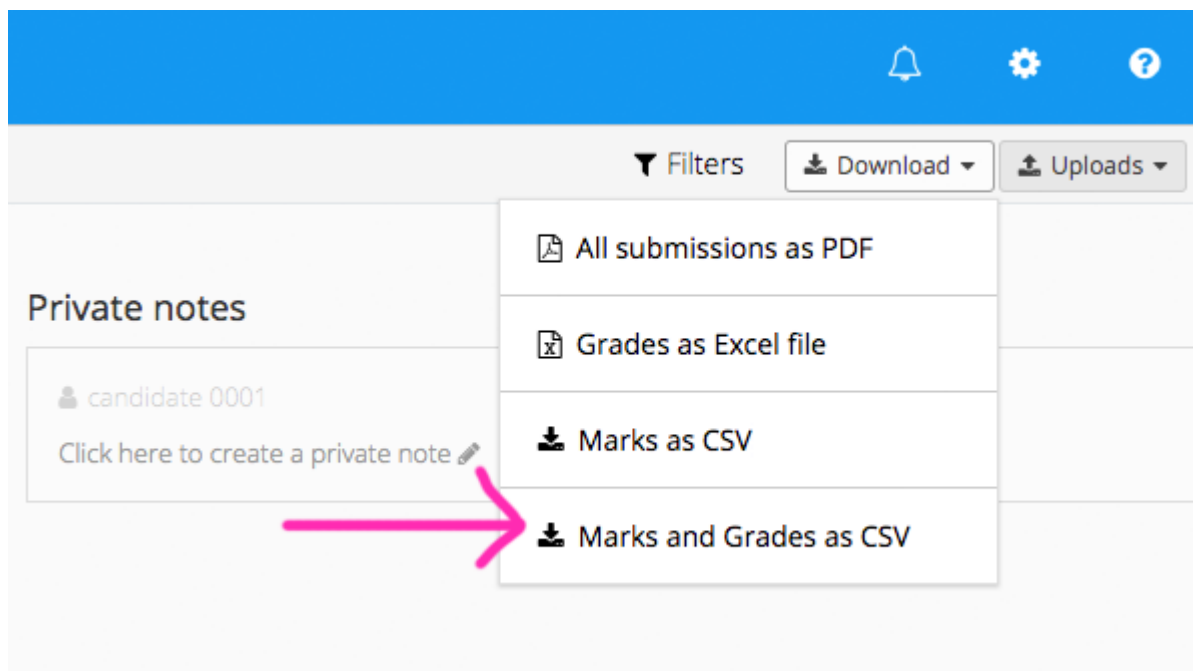 Filters
Download
Uploads
All submissions as PDF
Private notes
Grades as Excel file
candidate 0001
Marks as CSV
Click here to create a private note
Marks and Grades as CSV